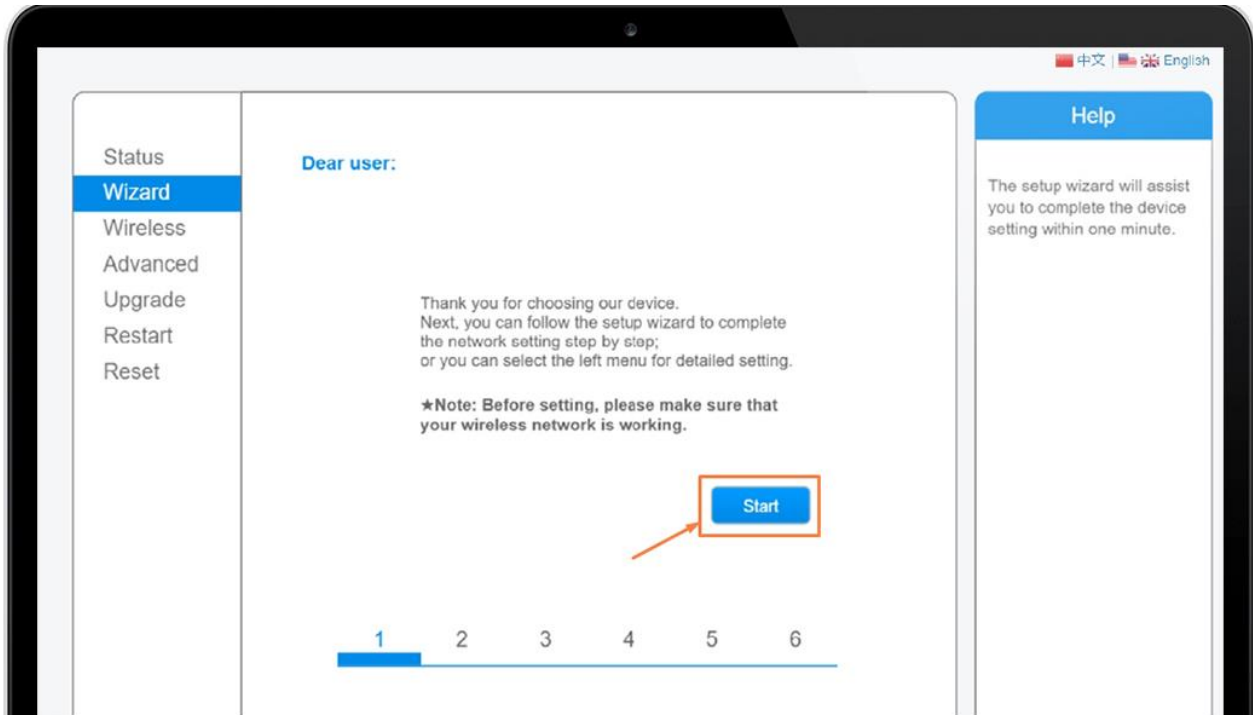 中文 | English
Status
Wizard
Wireless
Advanced
Upgrade
Restart
Reset
Dear user:
Thank you for choosing our device.
Next, you can follow the setup wizard to complete
the network setting step by step;
or you can select the left menu for detailed setting.
★Note: Before setting, please make sure that
your wireless network is working.
Start
1 2 3 4 5 6
Help
The setup wizard will assist
you to complete the device
setting within one minute.